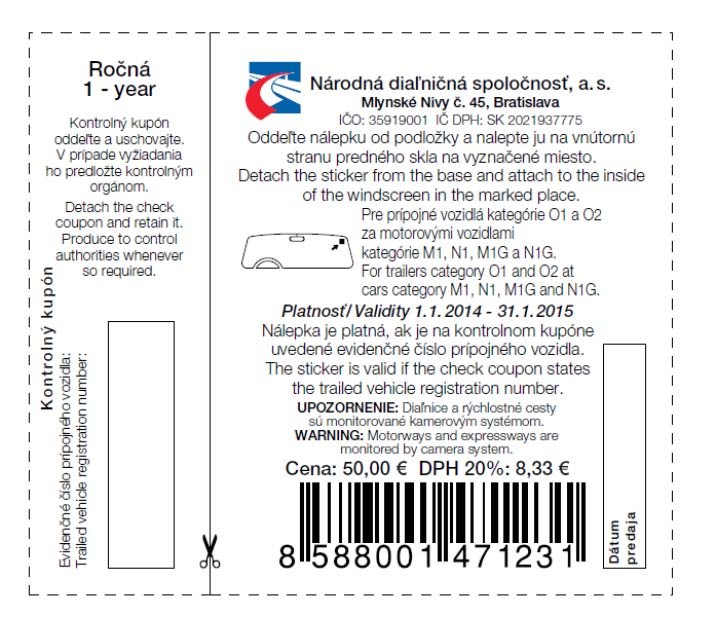 Ročná
1 - year
Kontrolný kupón
oddeľte a uschovajte.
V prípade vyžiadania
ho predložte kontrolným
orgánom.
Detach the check
coupon and retain it.
Produce to control
authorities whenever
so required.
Kontrolný kupón
Evidenčné číslo prípojného vozidla:
Trailed vehicle registration number:
Národná diaľničná spoločnosť, a. s.
Mlynské Nivy č. 45, Bratislava
IČO: 35919001 IČ DPH: SK 2021937775
Oddeľte nálepku od podložky a nalepte ju na vnútornú
stranu predného skla na vyznačené miesto.
Detach the sticker from the base and attach to the inside
of the windscreen in the marked place.
Pre prípojné vozidlá kategórie O1 a O2
za motorovými vozidlami
kategórie M1, N1, M1G a N1G.
For trailers category O1 and O2 at
cars category M1, N1, M1G and N1G.
Platnosť/ Validity 1.1. 2014 - 31.1. 2015
Nálepka je platná, ak je na kontrolnom kupóne
uvedené evidenčné číslo prípojného vozidla.
The sticker is valid if the check coupon states
the trailed vehicle registration number.
UPOZORNENIE: Diaľnice a rýchlostné cesty
sú monitorované kamerovým systémom.
WARNING: Motorways and expressways are
monitored by camera system.
Cena: 50,00 € DPH 20%: 8,33 €
8 588001 471231
Dátum
predaja